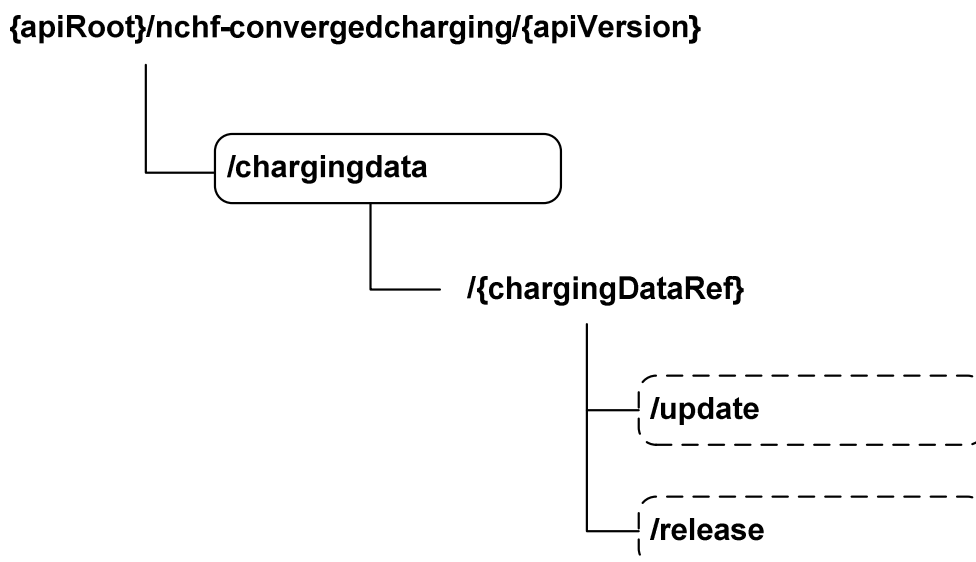 {apiRoot}/nchf-convergedcharging/{apiVersion}
/chargingdata
/{chargingDataRef}
/update
/release